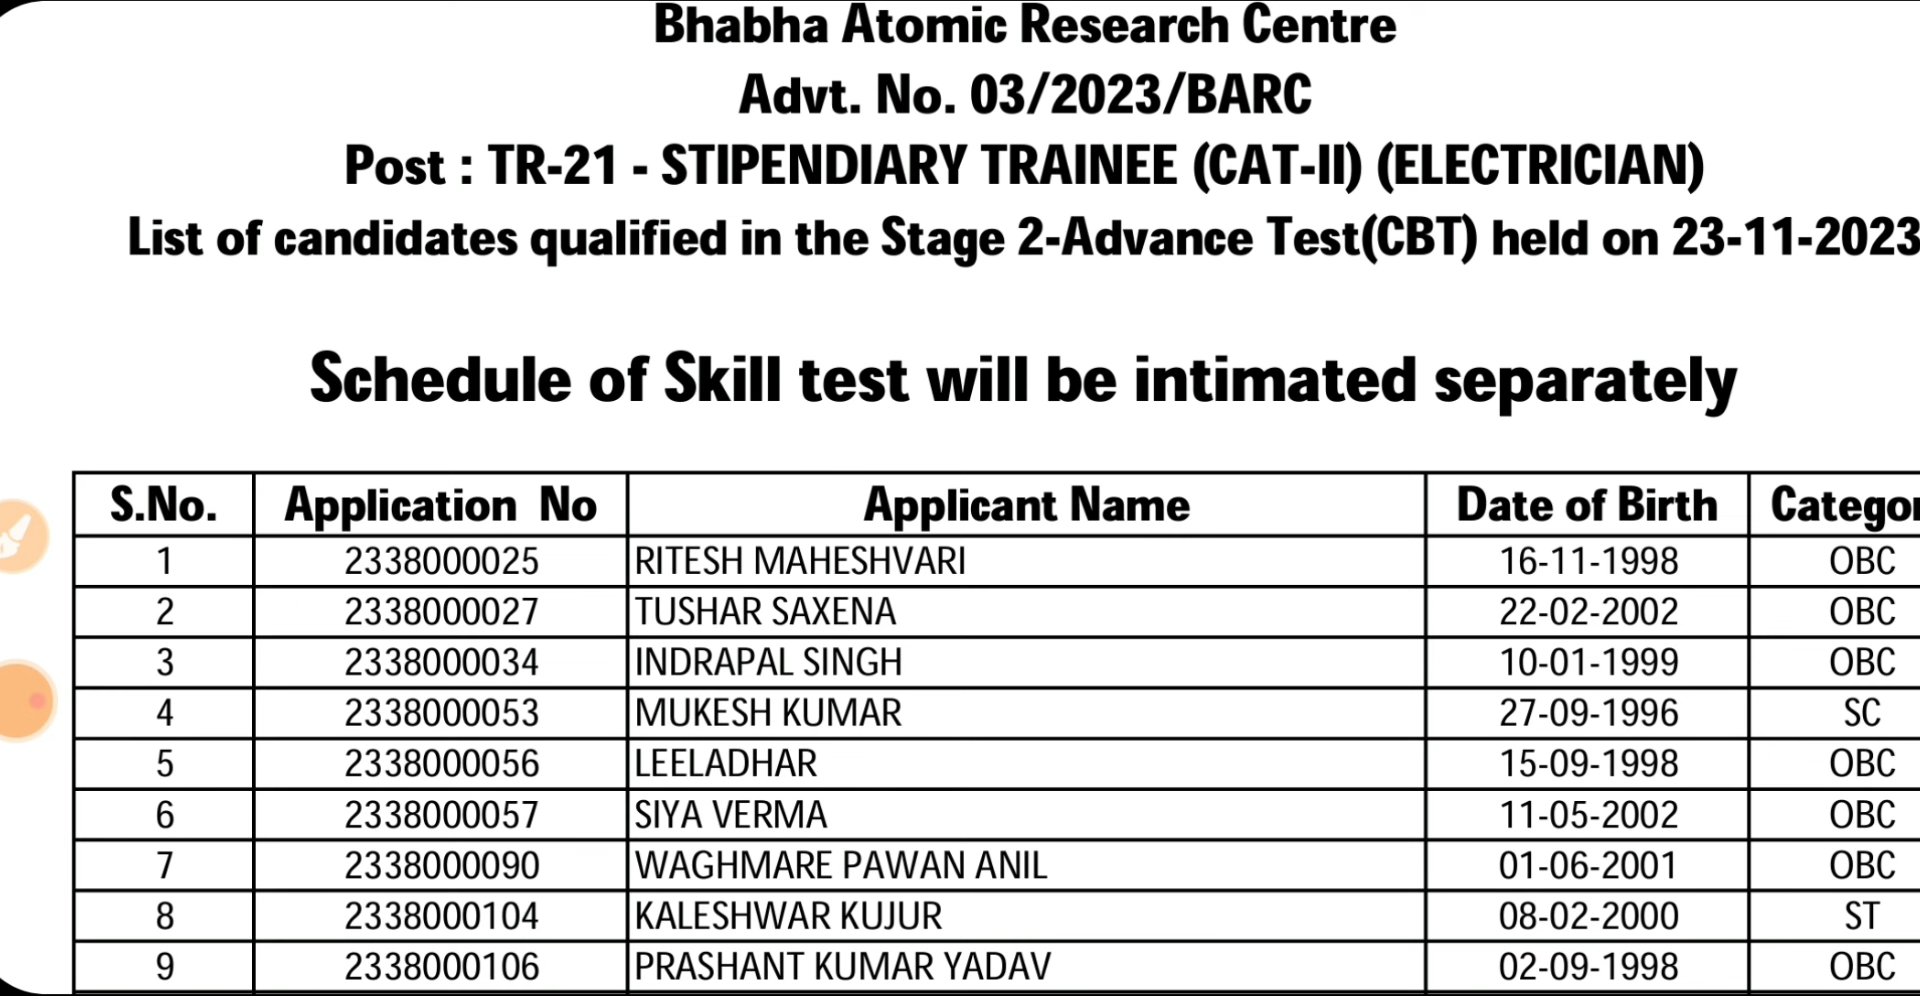 Bhabha Atomic Research Centre
Advt. No. 03/2023/BARC
Post : TR-21 - STIPENDIARY TRAINEE (CAT-II) (ELECTRICIAN)
List of candidates qualified in the Stage 2-Advance Test(CBT) held on 23-11-2023
Schedule of Skill test will be intimated separately
S.No. Application No Applicant Name Date of Birth Categor
1 2338000025 RITESH MAHESHVARI 16-11-1998 OBC
2 2338000027 TUSHAR SAXENA 22-02-2002 OBC
3 2338000034 INDRAPAL SINGH 10-01-1999 OBC
4 2338000053 MUKESH KUMAR 27-09-1996 SC
5 2338000056 LEELADHAR 15-09-1998 OBC
6 2338000057 SIYA VERMA 11-05-2002 OBC
7 2338000090 WAGHMARE PAWAN ANIL 01-06-2001 OBC
8 2338000104 KALESHWAR KUJUR 08-02-2000 ST
9 2338000106 PRASHANT KUMAR YADAV 02-09-1998 OBC